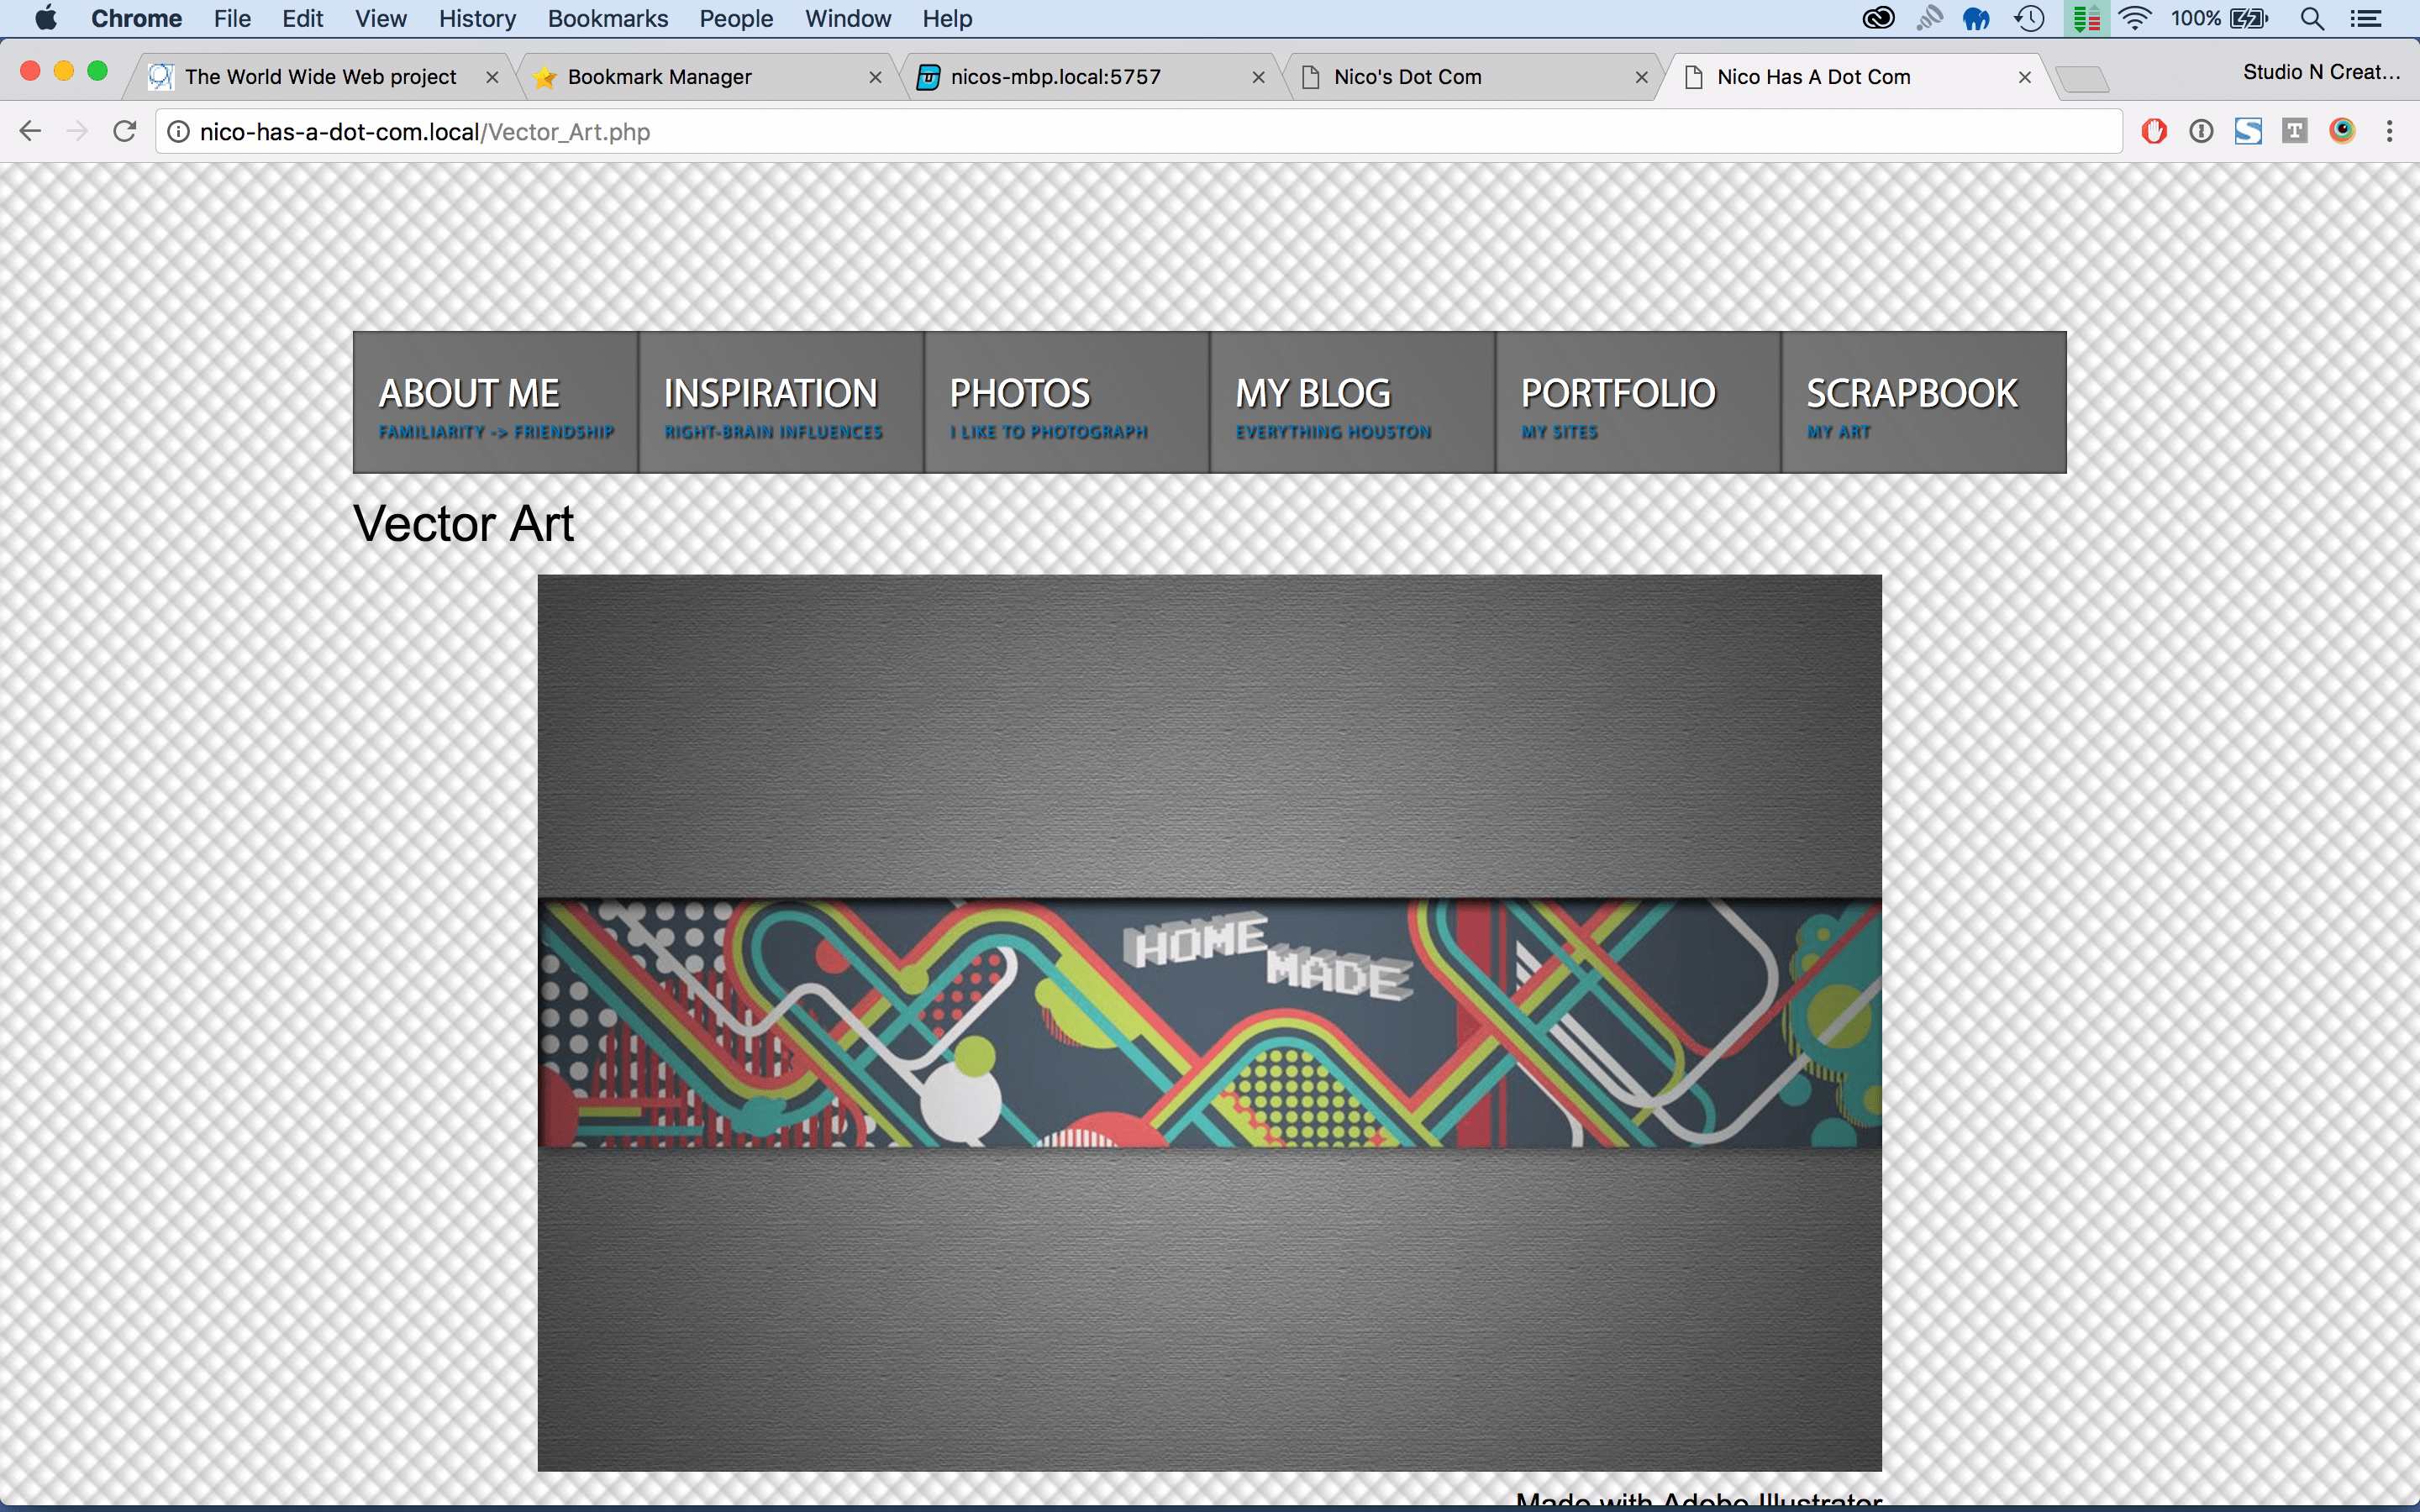 Chrome File Edit View History Bookmarks People Window Help 100%
The World Wide Web project Bookmark Manager nicos-mbp.local:5757 Nico's Dot Com Nico Has A Dot Com Studio N Creat...
nico-has-a-dot-com.local/Vector_Art.php
ABOUT ME INSPIRATION PHOTOS MY BLOG PORTFOLIO SCRAPBOOK
FAMILIARITY -> FRIENDSHIP RIGHT-BRAIN INFLUENCES I LIKE TO PHOTOGRAPH EVERYTHING HOUSTON MY SITES MY ART
Vector Art
HOME
MADE
Made with Adobe Illustrator